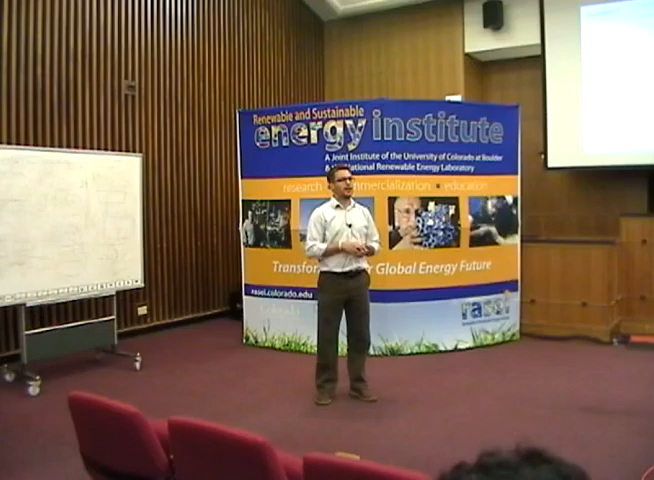 Renewable and Sustainable
energy institute
A Joint Institute of the University of Colorado at Boulder
National Renewable Energy Laboratory
research commercialization • education
Global Energy Future
rasei.colorado.edu
rasei